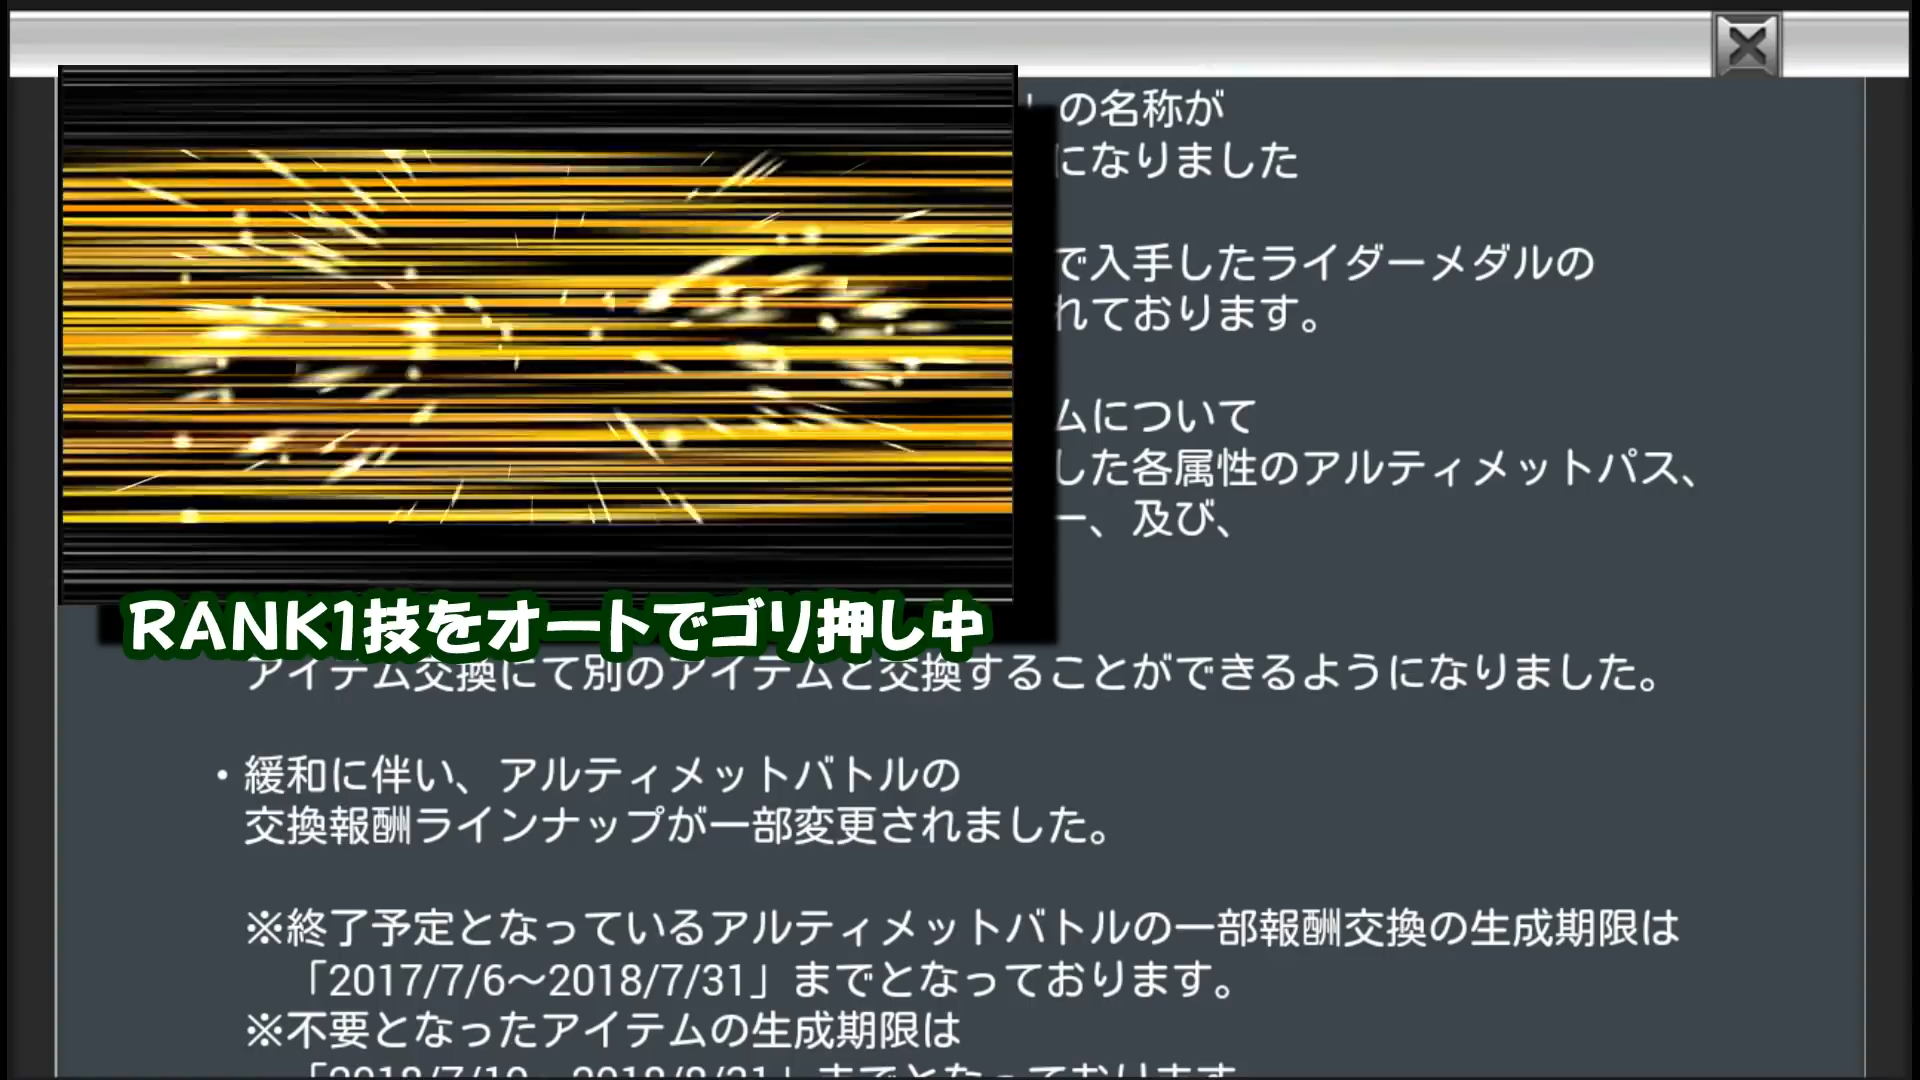 の名称が
になりました
で入手したライダーメダルの
れております。
ムについて
した各属性のアルティメットパス、
ー、及び、
RANK1技をオートでゴリ押し中
アイテム交換にて別のアイテムと交換することができるようになりました。
・緩和に伴い、アルティメットバトルの
交換報酬ラインナップが一部変更されました。
※終了予定となっているアルティメットバトルの一部報酬交換の生成期限は
「2017/7/6～2018/7/31」までとなっております。
※不要となったアイテムの生成期限は